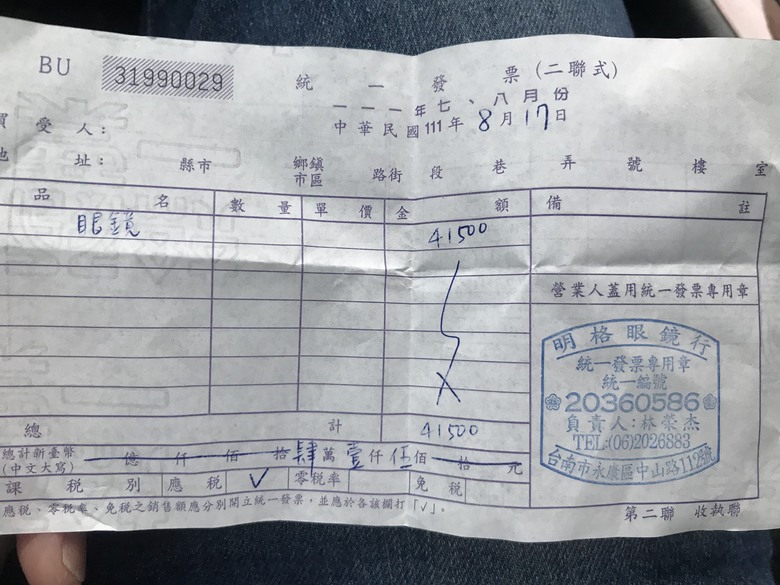 BU 31990029 統一發票(二聯式)
一一一年七、八月份
中華民國111年8月17日
買受人:
地址: 縣市 鄉鎮市區 路街 段 巷 弄 號 樓 室
品名 數量 單價 金額 備註
眼鏡 41500
營業人蓋用統一發票專用章
明格眼鏡行
統一發票專用章
統一編號
20360586
負責人:林榮杰
TEL:(06)2026883
台南市永康區中山路112號
總計 41500
總計新臺幣(中文大寫) 億 仟 佰 拾 肆萬 壹仟 伍佰 拾 元
課稅別 應稅 ✓ 零稅率 免稅
應稅、零稅率、免稅之銷售額應分別開立統一發票,並應於各該欄打「✓」。
第二聯 收執聯